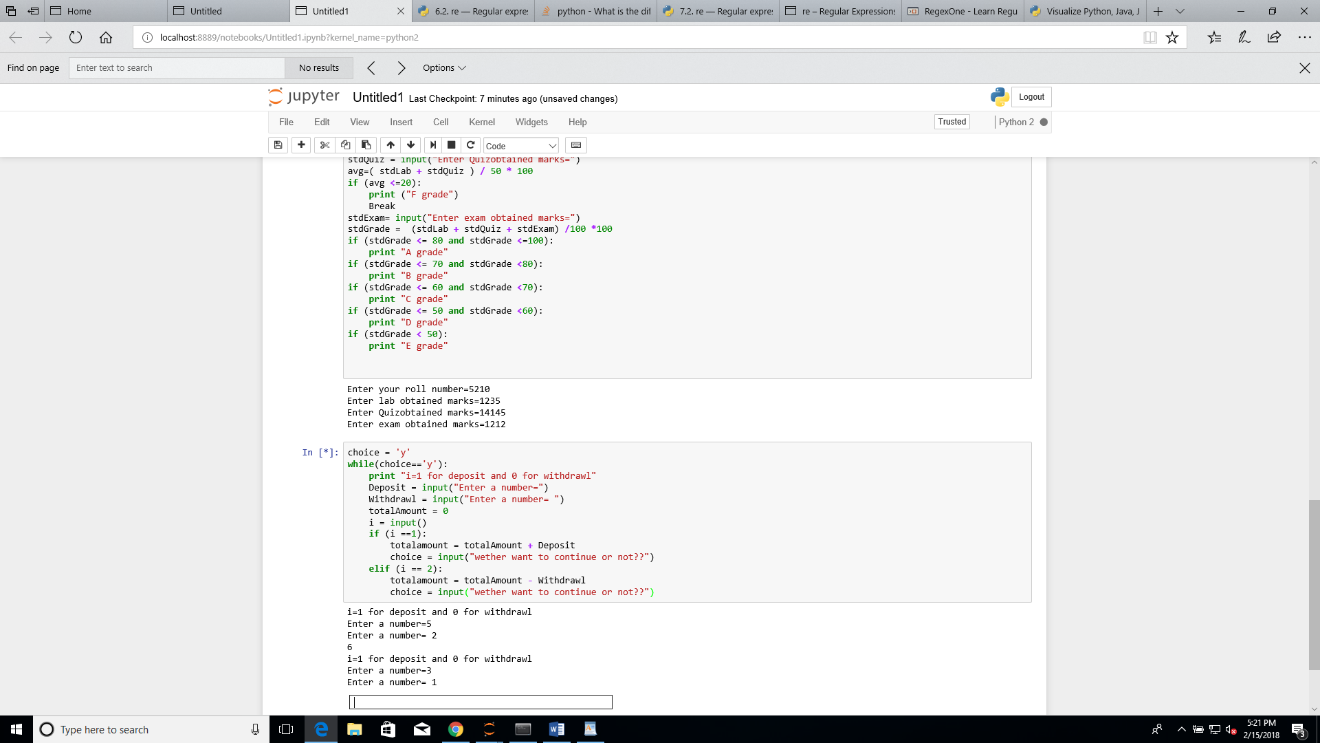 Home
Untitled
Untitled1
6.2. re — Regular expre:
python - What is the dif
7.2. re — Regular expre:
re – Regular Expressions
RegexOne - Learn Regu
Visualize Python, Java, J
localhost:8889/notebooks/Untitled1.ipynb?kernel_name=python2
Find on page
Enter text to search
No results
Options
jupyter Untitled1 Last Checkpoint: 7 minutes ago (unsaved changes)
Logout
File Edit View Insert Cell Kernel Widgets Help
Trusted
Python 2
Code
stdQuiz = input("Enter Quizobtained marks=")
avg=( stdLab + stdQuiz ) / 50 * 100
if (avg <=20):
print ("F grade")
Break
stdExam= input("Enter exam obtained marks=")
stdGrade = (stdLab + stdQuiz + stdExam) /100 *100
if (stdGrade <= 80 and stdGrade <=100):
print "A grade"
if (stdGrade <= 70 and stdGrade <80):
print "B grade"
if (stdGrade <= 60 and stdGrade <70):
print "C grade"
if (stdGrade <= 50 and stdGrade <60):
print "D grade"
if (stdGrade < 50):
print "E grade"
Enter your roll number=5210
Enter lab obtained marks=1235
Enter Quizobtained marks=14145
Enter exam obtained marks=1212
In [*]:
choice = 'y'
while(choice=='y'):
print "i=1 for deposit and 0 for withdrawl"
Deposit = input("Enter a number=")
Withdrawl = input("Enter a number= ")
totalAmount = 0
i = input()
if (i ==1):
totalamount = totalAmount + Deposit
choice = input("wether want to continue or not??")
elif (i == 2):
totalamount = totalAmount - Withdrawl
choice = input("wether want to continue or not??")
i=1 for deposit and 0 for withdrawl
Enter a number=5
Enter a number= 2
6
i=1 for deposit and 0 for withdrawl
Enter a number=3
Enter a number= 1
Type here to search
5:21 PM
2/15/2018
3